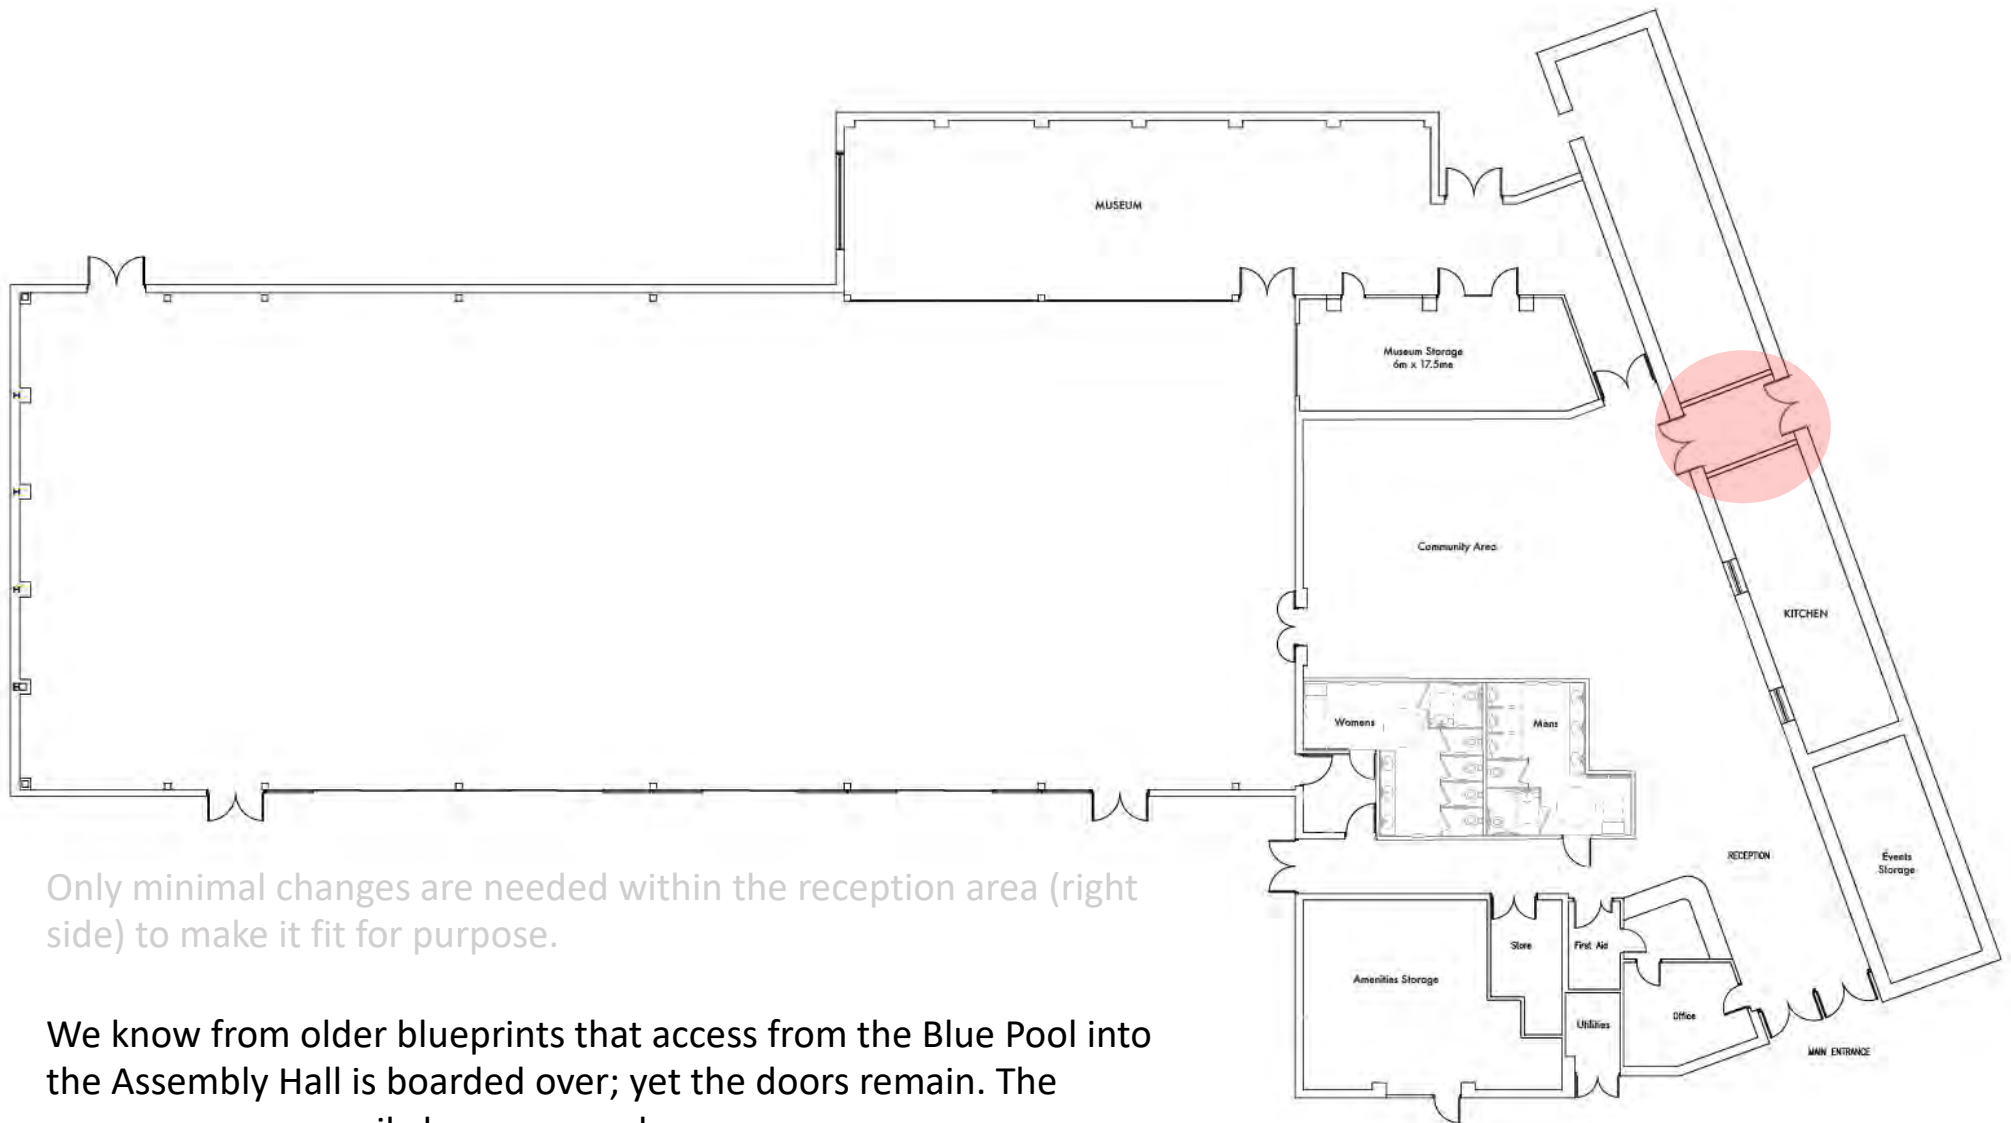 MUSEUM
Museum Storage
6m x 17.5me
Community Area
KITCHEN
Womens
Mens
RECEPTION
Events
Storage
Store
First Aid
Amenities Storage
Utilities
Office
MAIN ENTRANCE
Only minimal changes are needed within the reception area (right
side) to make it fit for purpose.
We know from older blueprints that access from the Blue Pool into
the Assembly Hall is boarded over; yet the doors remain. The